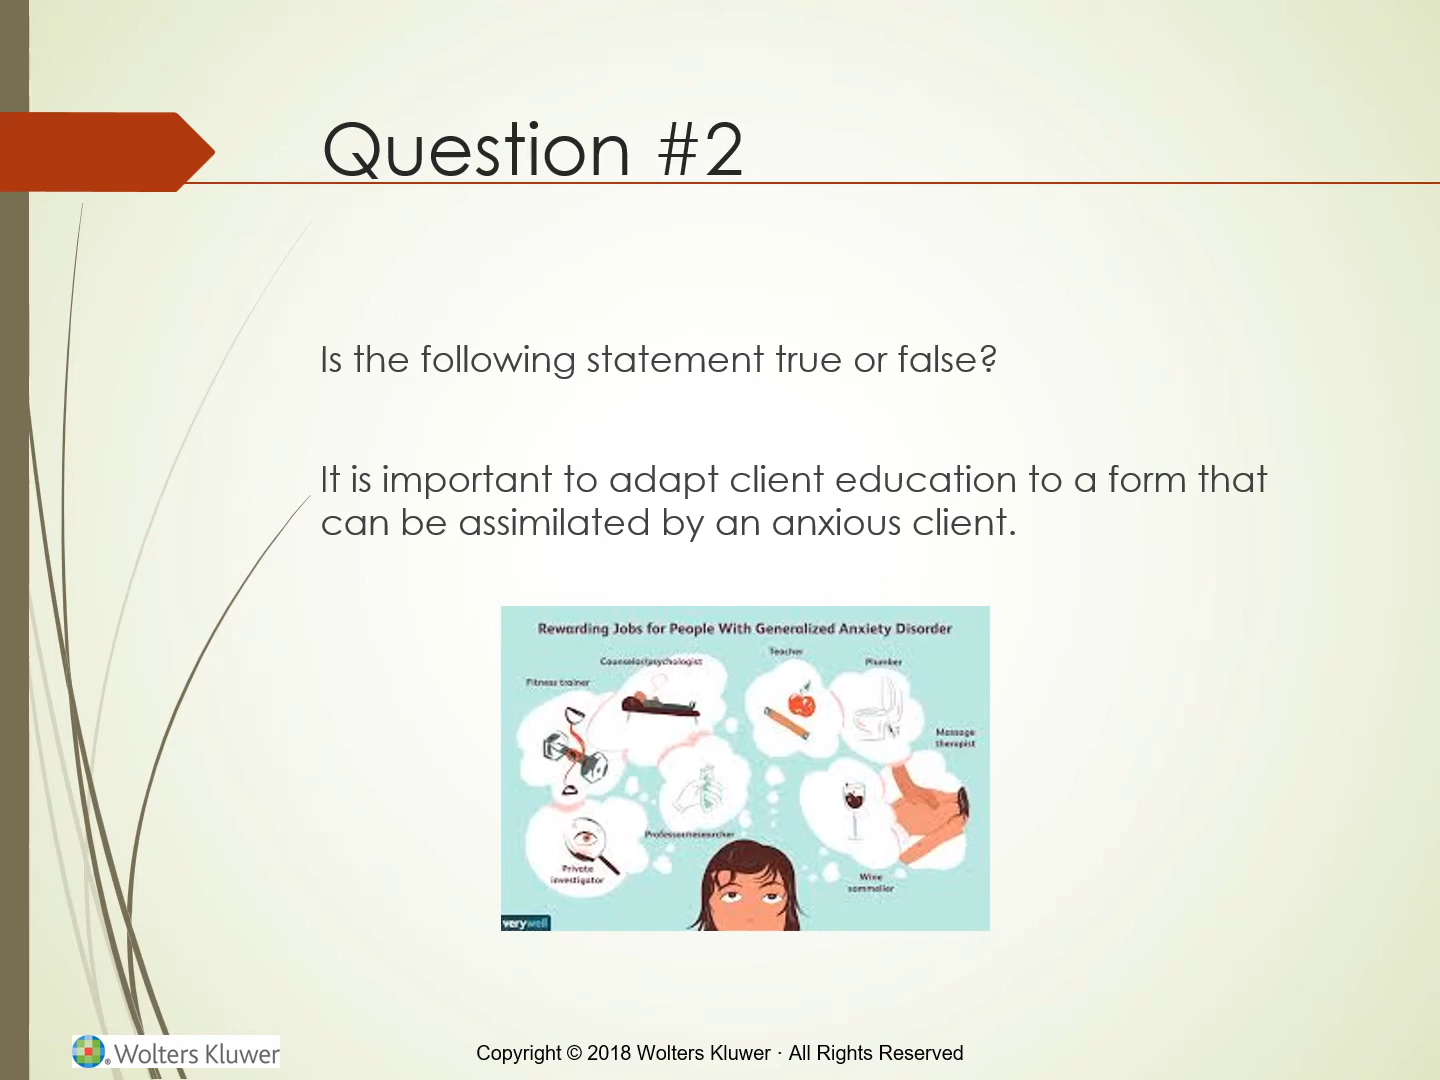 Question #2
Is the following statement true or false?
It is important to adapt client education to a form that
can be assimilated by an anxious client.
Rewarding Jobs for People With Generalized Anxiety Disorder
Teacher
Counselor/psychologist
Plumber
Fitness trainer
Massage
therapist
Professor/researcher
Private
investigator
Wine
sommelier
verywell
Wolters Kluwer
Copyright © 2018 Wolters Kluwer · All Rights Reserved